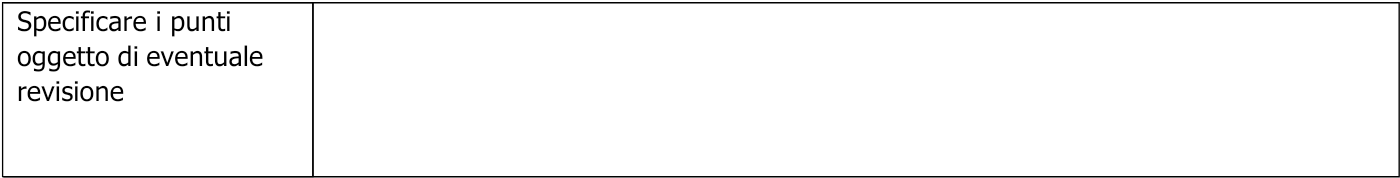 Specificare i punti
oggetto di eventuale
revisione